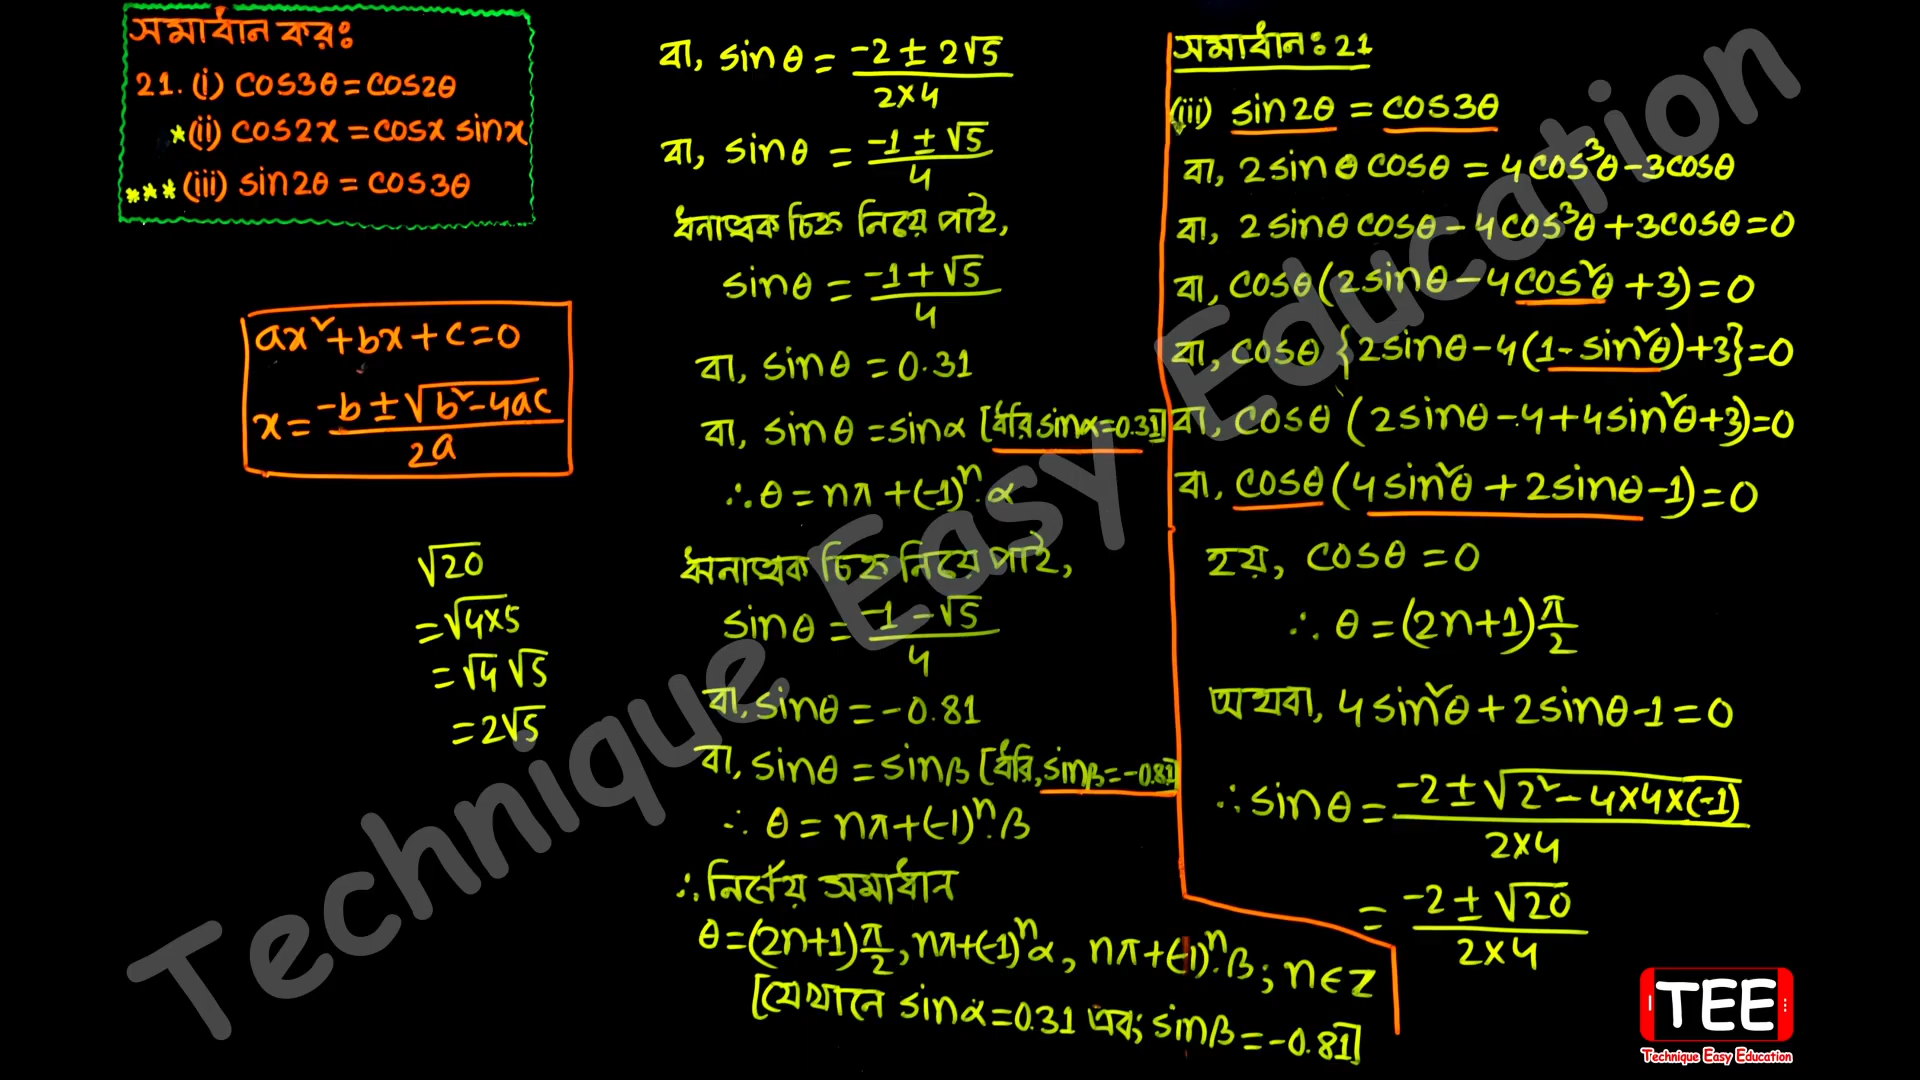 সমাধান করঃ
21. (i) cos3θ = cos2θ
*(ii) cos2x = cosx sinx
***(iii) sin2θ = cos3θ
ax²+bx+c=0
x = (-b ± √(b²-4ac))/2a
√20
= √(4×5)
= √4 √5
= 2√5
সমাধান: 21
(iii) sin2θ = cos3θ
বা, 2sinθ cosθ = 4cos³θ-3cosθ
বা, 2sinθ cosθ - 4cos³θ +3cosθ=0
বা, cosθ(2sinθ - 4cos²θ +3)=0
বা, cosθ {2sinθ-4(1-sin²θ)+3}=0
বা, cosθ (2sinθ-4+4sin²θ+3)=0
বা, cosθ(4sin²θ + 2sinθ-1)=0
হয়, cosθ = 0
∴ θ = (2n+1)π/2
অথবা, 4sin²θ+2sinθ-1=0
∴ sinθ = (-2±√(2²-4×4×(-1)))/(2×4)
= (-2±√20)/(2×4)
বা, sinθ = (-2 ± 2√5)/(2×4)
বা, sinθ = (-1 ± √5)/4
ধনাত্মক চিহ্ন নিয়ে পাই,
sinθ = (-1+√5)/4
বা, sinθ = 0.31
বা, sinθ = sinα [ধরি sinα=0.31]
∴ θ = nπ+(-1)ⁿ.α
ঋনাত্মক চিহ্ন নিয়ে পাই,
sinθ = (-1-√5)/4
বা, sinθ = -0.81
বা, sinθ = sinβ [ধরি, sinβ=-0.81]
∴ θ = nπ+(-1)ⁿ.β
∴ নির্ণেয় সমাধান
θ=(2n+1)π/2, nπ+(-1)ⁿα, nπ+(-1)ⁿ.β; n∈Z
[যেখানে sinα=0.31 এবং sinβ=-0.81]
Technique Easy Education
TEE
Technique Easy Education